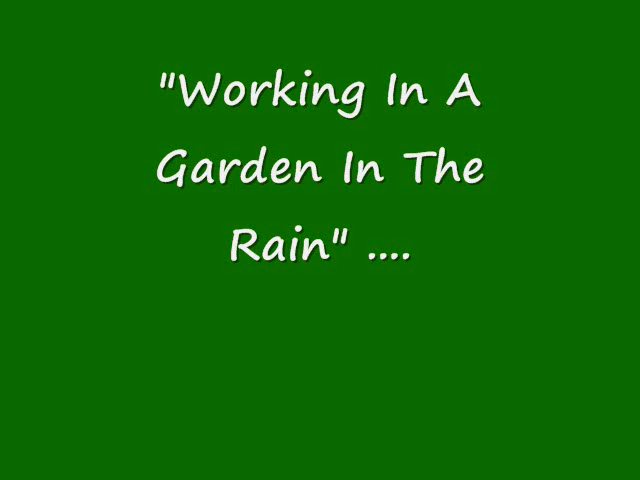 "Working In A
Garden In The
Rain" ....